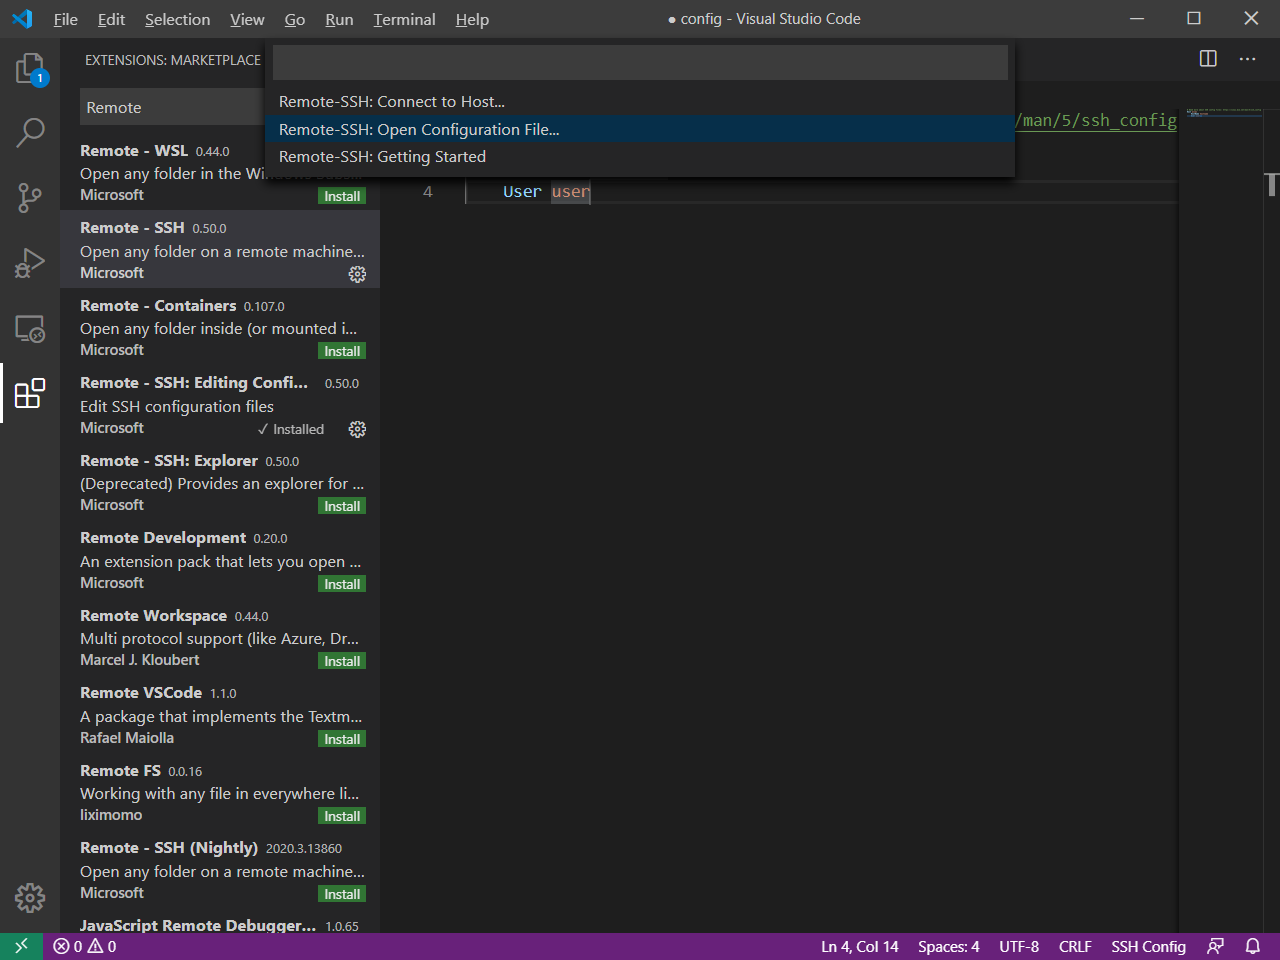 File Edit Selection View Go Run Terminal Help ● config - Visual Studio Code
EXTENSIONS: MARKETPLACE
1
Remote
Remote-SSH: Connect to Host...
Remote-SSH: Open Configuration File...
Remote-SSH: Getting Started
/man/5/ssh_config
4 User user
Remote - WSL 0.44.0
Open any folder in the
Microsoft Install
Remote - SSH 0.50.0
Open any folder on a remote machine...
Microsoft
Remote - Containers 0.107.0
Open any folder inside (or mounted i...
Microsoft Install
Remote - SSH: Editing Confi... 0.50.0
Edit SSH configuration files
Microsoft ✓ Installed
Remote - SSH: Explorer 0.50.0
(Deprecated) Provides an explorer for ...
Microsoft Install
Remote Development 0.20.0
An extension pack that lets you open ...
Microsoft Install
Remote Workspace 0.44.0
Multi protocol support (like Azure, Dr...
Marcel J. Kloubert Install
Remote VSCode 1.1.0
A package that implements the Textm...
Rafael Maiolla Install
Remote FS 0.0.16
Working with any file in everywhere li...
liximomo Install
Remote - SSH (Nightly) 2020.3.13860
Open any folder on a remote machine...
Microsoft Install
JavaScript Remote Debugger... 1.0.65
0 0 Ln 4, Col 14 Spaces: 4 UTF-8 CRLF SSH Config